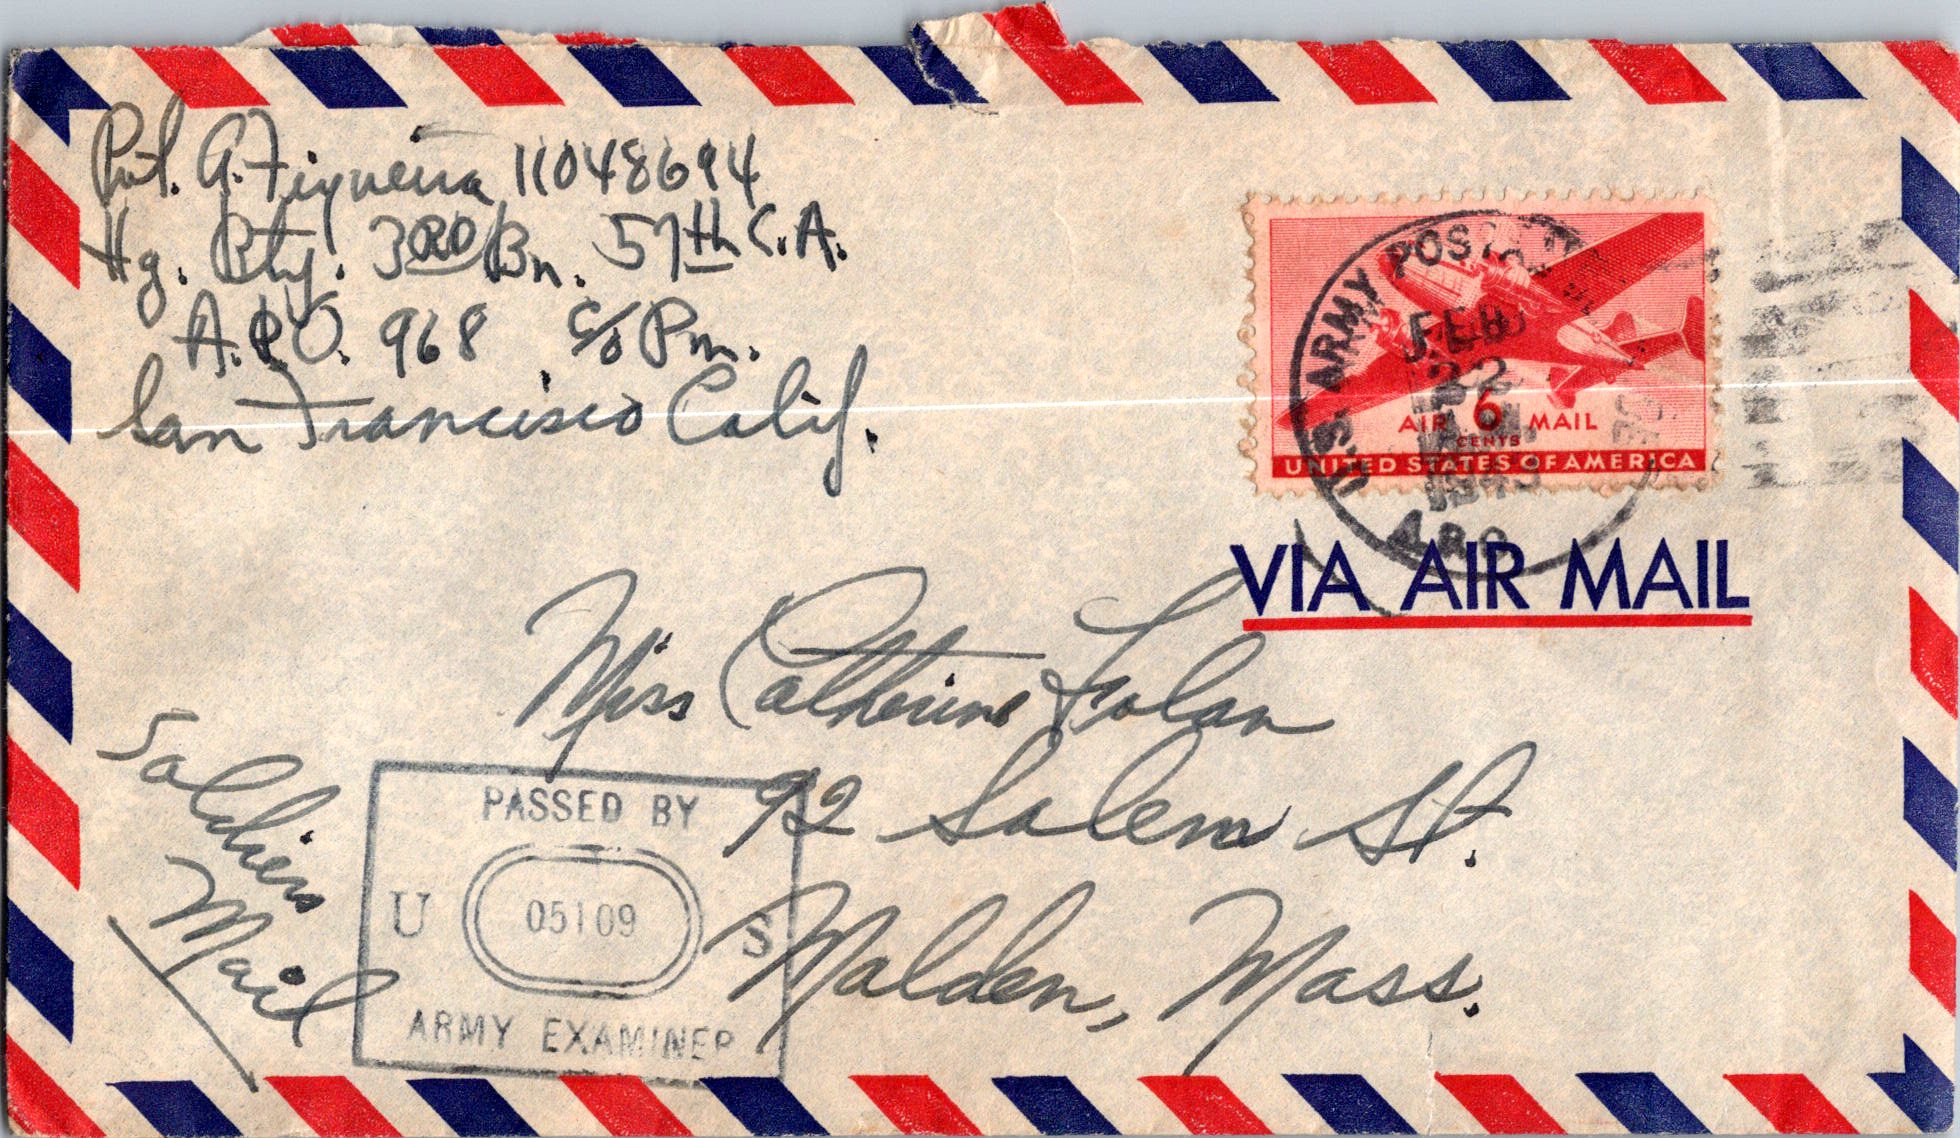 Pvt. A. Figueira 11048694
Hq. Bty. 3RD Bn. 57th C.A.
A.P.O. 968 c/o Pm.
San Francisco Calif.
U.S. ARMY POSTAL
FEB
22
1943
A.P.O.
AIR 6 MAIL
CENTS
UNITED STATES OF AMERICA
VIA AIR MAIL
Miss Catherine Folan
92 Salem St.
Malden, Mass.
Soldiers
Mail
PASSED BY
U 05109 S
ARMY EXAMINER